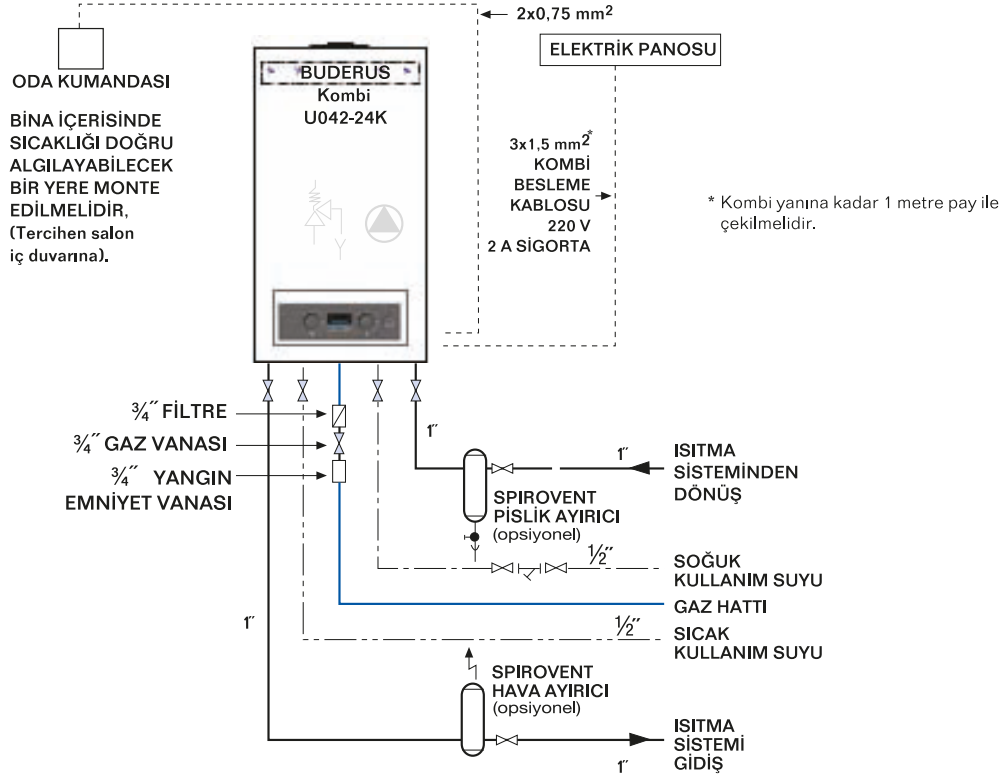 2x0,75 mm²
ODA KUMANDASI
BİNA İÇERİSİNDE
SICAKLIĞI DOĞRU
ALGILAYABİLECEK
BİR YERE MONTE
EDİLMELİDİR,
(Tercihen salon
iç duvarına).
BUDERUS
Kombi
U042-24K
ELEKTRİK PANOSU
3x1,5 mm²*
KOMBİ
BESLEME
KABLOSU
220 V
2 A SİGORTA
* Kombi yanına kadar 1 metre pay ile
çekilmelidir.
¾″ FİLTRE
¾″ GAZ VANASI
¾″ YANGIN
EMNİYET VANASI
1″
1″
ISITMA
SİSTEMİNDEN
DÖNÜŞ
SPIROVENT
PİSLİK AYIRICI
(opsiyonel)
½″
SOĞUK
KULLANIM SUYU
GAZ HATTI
1″
½″
SICAK
KULLANIM SUYU
SPIROVENT
HAVA AYIRICI
(opsiyonel)
1″
ISITMA
SİSTEMİ
GİDİŞ